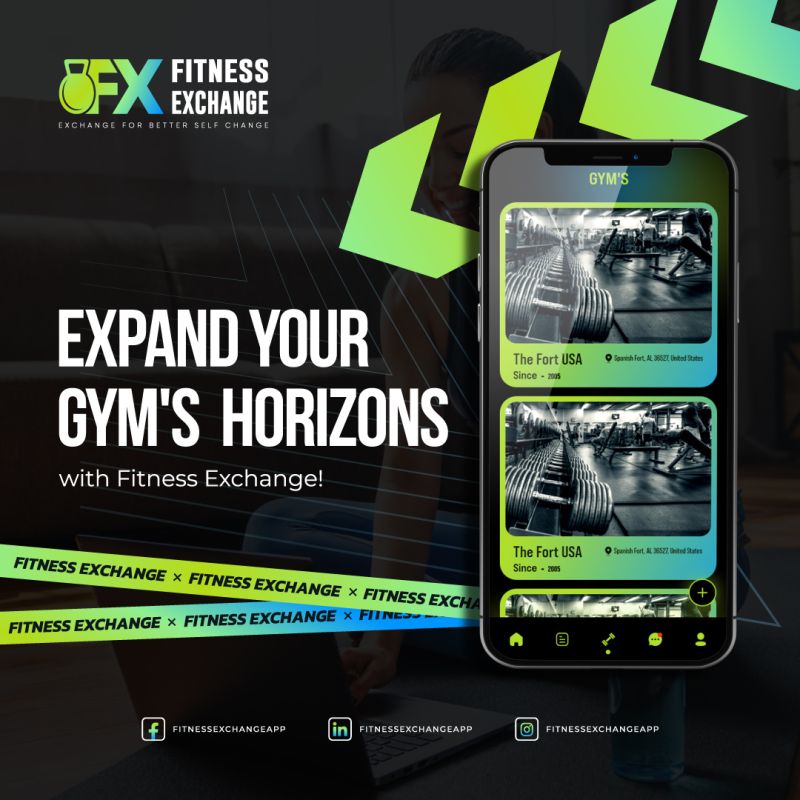 FX FITNESS
EXCHANGE
EXCHANGE FOR BETTER SELF CHANGE
EXPAND YOUR
GYM'S HORIZONS
with Fitness Exchange!
GYM'S
The Fort USA
Spanish Fort, AL 36527, United States
Since - 2005
The Fort USA
Spanish Fort, AL 36527, United States
Since - 2005
FITNESS EXCHANGE × FITNESS EXCHANGE × FITNESS EXCHA
FITNESS EXCHANGE × FITNESS EXCHANGE × FITNESS EX
FITNESSEXCHANGEAPP
in FITNESSEXCHANGEAPP
FITNESSEXCHANGEAPP